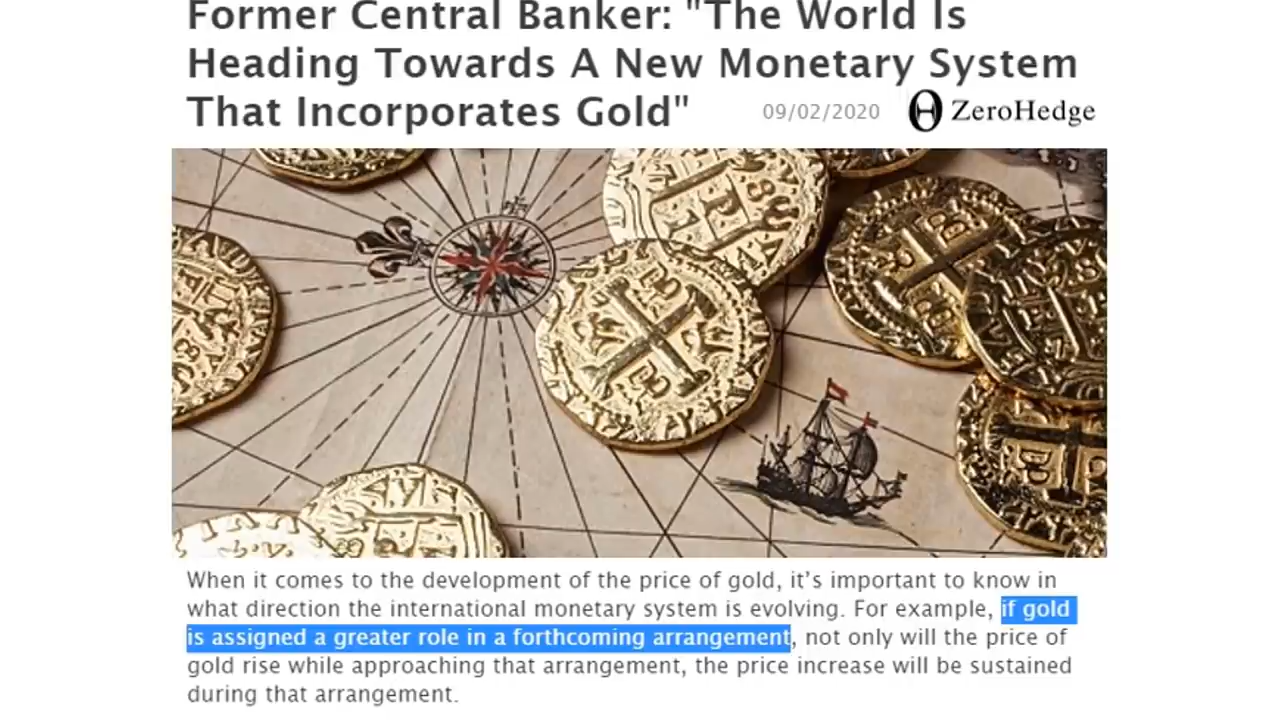 Former Central Banker: "The World Is
Heading Towards A New Monetary System
That Incorporates Gold"
09/02/2020 ZeroHedge
When it comes to the development of the price of gold, it's important to know in
what direction the international monetary system is evolving. For example, if gold
is assigned a greater role in a forthcoming arrangement, not only will the price of
gold rise while approaching that arrangement, the price increase will be sustained
during that arrangement.